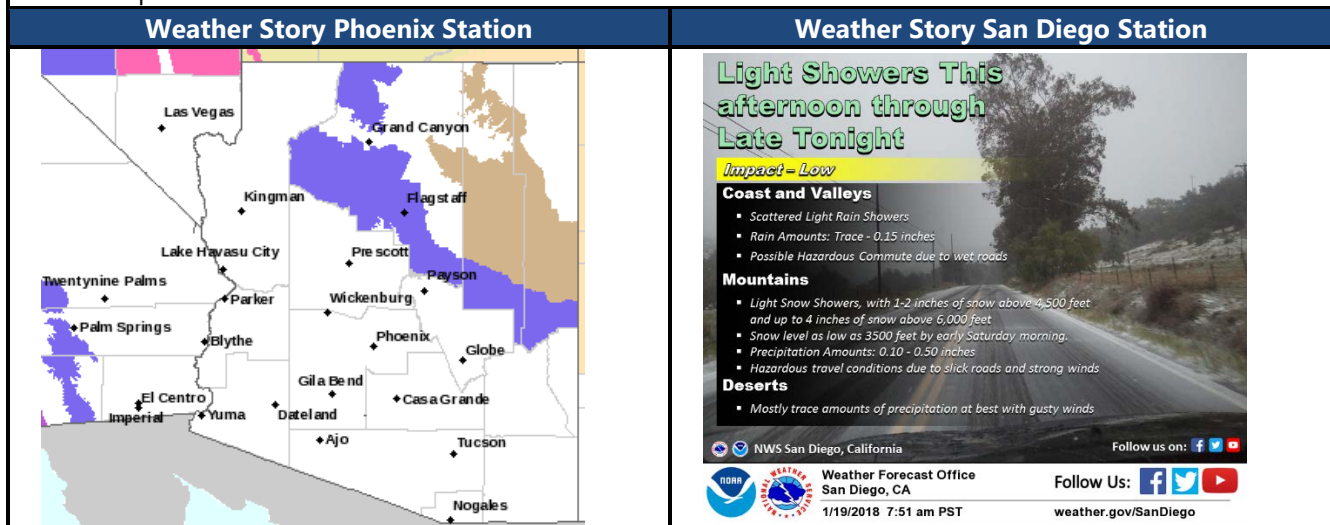 Weather Story Phoenix Station
Weather Story San Diego Station
Las Vegas
Grand Canyon
Kingman
Flagstaff
Lake Havasu City
Prescott
Twentynine Palms
Payson
Parker
Wickenburg
Palm Springs
Blythe
Phoenix
Globe
Gila Bend
El Centro
Casa Grande
Imperial
Yuma
Dateland
Ajo
Tucson
Nogales
Light Showers This
afternoon through
Late Tonight
Impact – Low
Coast and Valleys
▪ Scattered Light Rain Showers
▪ Rain Amounts: Trace - 0.15 inches
▪ Possible Hazardous Commute due to wet roads
Mountains
▪ Light Snow Showers, with 1-2 inches of snow above 4,500 feet
and up to 4 inches of snow above 6,000 feet
▪ Snow level as low as 3500 feet by early Saturday morning.
▪ Precipitation Amounts: 0.10 - 0.50 inches
▪ Hazardous travel conditions due to slick roads and strong winds
Deserts
▪ Mostly trace amounts of precipitation at best with gusty winds
NWS San Diego, California
Follow us on:
NOAA
NATIONAL WEATHER SERVICE
Weather Forecast Office
San Diego, CA
Follow Us:
1/19/2018 7:51 am PST
weather.gov/SanDiego